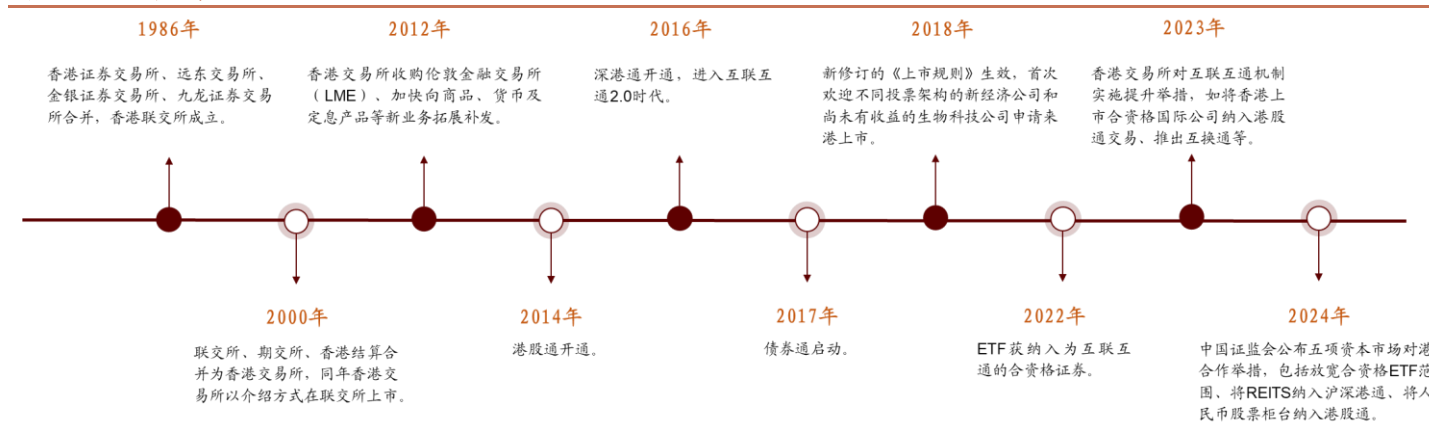 1986年
香港证券交易所、远东交易所、
金银证券交易所、九龙证券交易
所合并，香港联交所成立。
2012年
香港交易所收购伦敦金融交易所
（LME）、加快向商品、货币及
定息产品等新业务拓展补发。
2016年
深港通开通，进入互联互
通2.0时代。
2018年
新修订的《上市规则》生效，首次
欢迎不同投票架构的新经济公司和
尚未有收益的生物科技公司申请来
港上市。
2023年
香港交易所对互联互通机制
实施提升举措，如将香港上
市合资格国际公司纳入港股
通交易、推出互换通等。
2000年
联交所、期交所、香港结算合
并为香港交易所，同年香港交
易所以介绍方式在联交所上市。
2014年
港股通开通。
2017年
债券通启动。
2022年
ETF获纳入为互联互
通的合资格证券。
2024年
中国证监会公布五项资本市场对港
合作举措，包括放宽合资格ETF范
围、将REITS纳入沪深港通、将人
民币股票柜台纳入港股通。